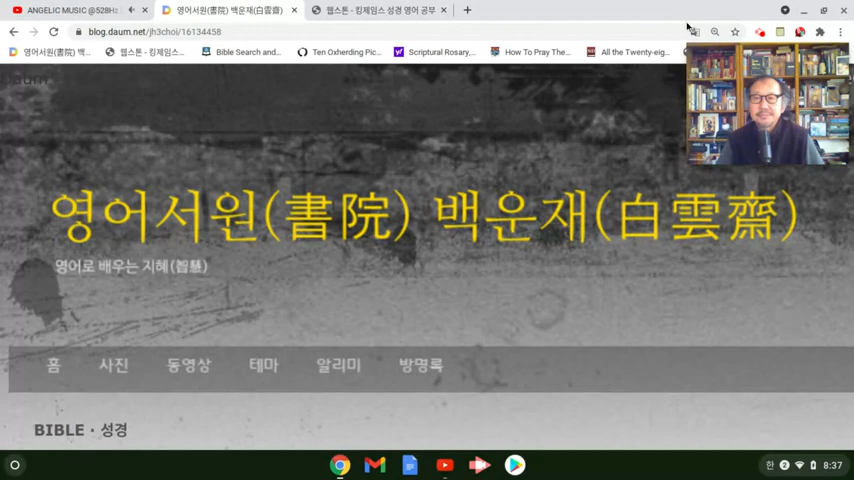 ANGELIC MUSIC @528Hz
영어서원(書院) 백운재(白雲齋)
웹스톤 - 킹제임스 성경 영어 공부
blog.daum.net/jh3choi/16134458
영어서원(書院) 백...
웹스톤 - 킹제임스...
Bible Search and...
Ten Oxherding Pic...
Scriptural Rosary,...
How To Pray The...
All the Twenty-eig...
영어서원(書院) 백운재(白雲齋)
영어로 배우는 지혜(智慧)
홈 사진 동영상 테마 알리미 방명록
BIBLE · 성경
한 2 8:37